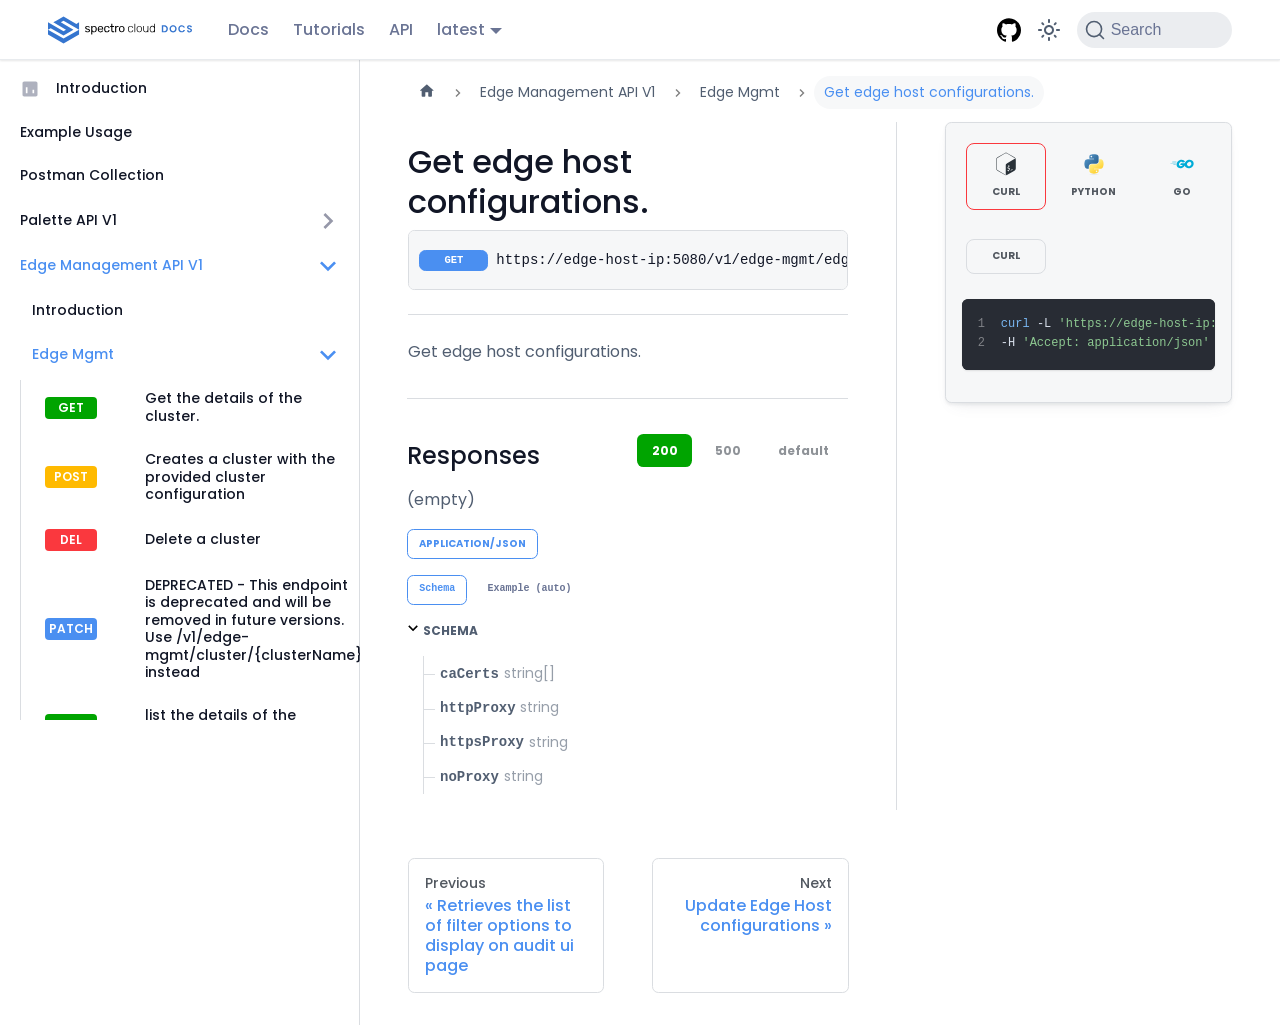 spectro cloud DOCS
Docs Tutorials API latest
Search
Introduction
Example Usage
Postman Collection
Palette API V1
Edge Management API V1
Introduction
Edge Mgmt
GET Get the details of the
cluster.
POST Creates a cluster with the
provided cluster
configuration
DEL Delete a cluster
DEPRECATED - This endpoint
is deprecated and will be
removed in future versions.
PATCH Use /v1/edge-
mgmt/cluster/{clusterName}
instead
list the details of the
Edge Management API V1 Edge Mgmt Get edge host configurations.
Get edge host
configurations.
GET https://edge-host-ip:5080/v1/edge-mgmt/edg
Get edge host configurations.
Responses 200 500 default
(empty)
APPLICATION/JSON
Schema Example (auto)
SCHEMA
caCerts string[]
httpProxy string
httpsProxy string
noProxy string
CURL PYTHON GO
CURL
1 curl -L 'https://edge-host-ip:
2 -H 'Accept: application/json'
Previous
« Retrieves the list
of filter options to
display on audit ui
page
Next
Update Edge Host
configurations »